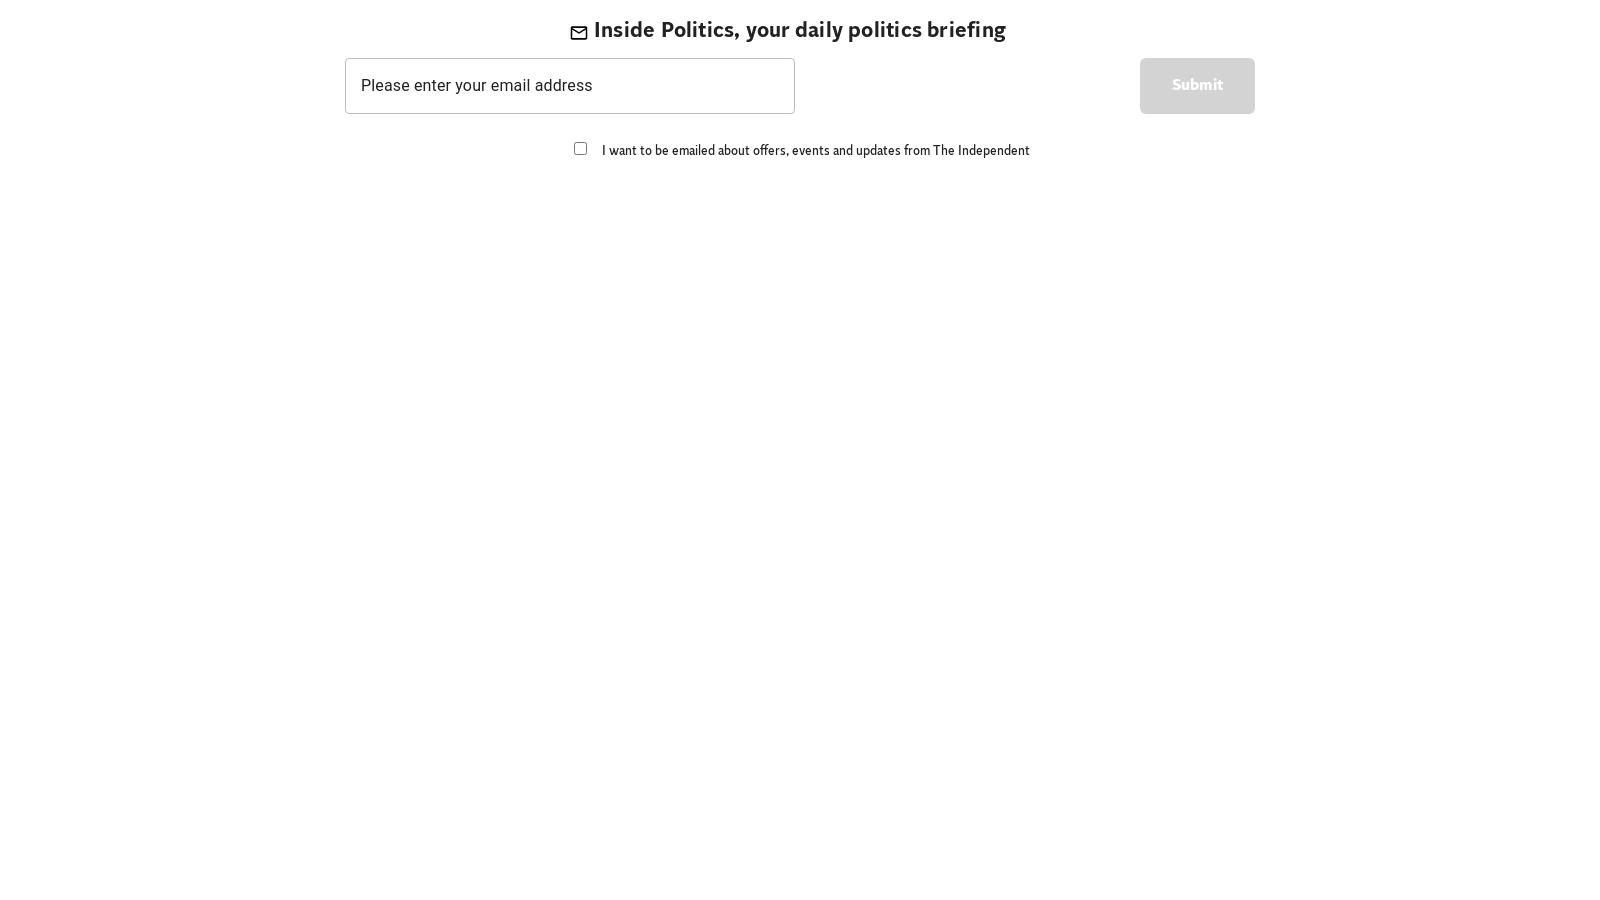 Inside Politics, your daily politics briefing
Please enter your email address
Submit
I want to be emailed about offers, events and updates from The Independent